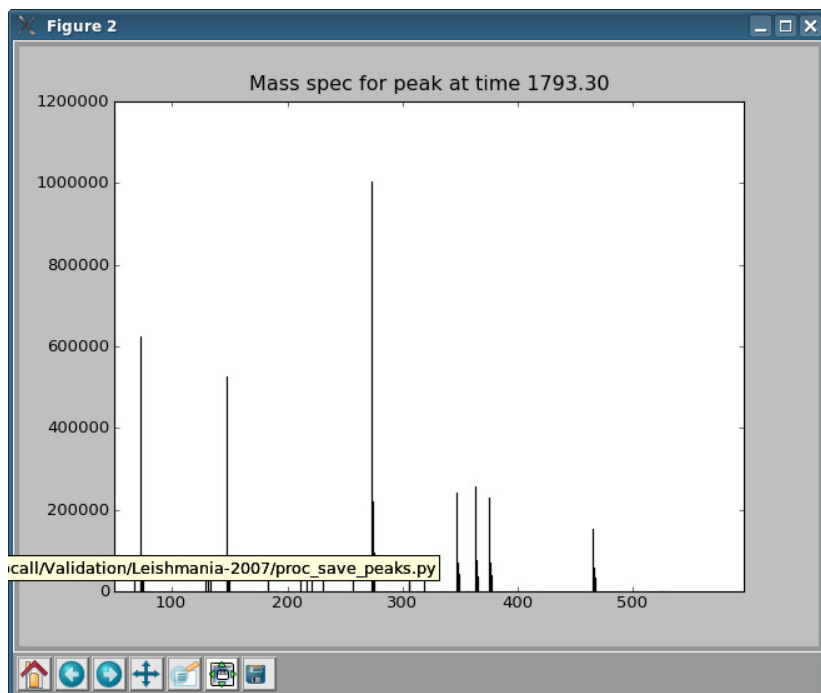 Figure 2
Mass spec for peak at time 1793.30
1200000
1000000
800000
600000
400000
200000
ocall/Validation/Leishmania-2007/proc_save_peaks.py
0
100 200 300 400 500